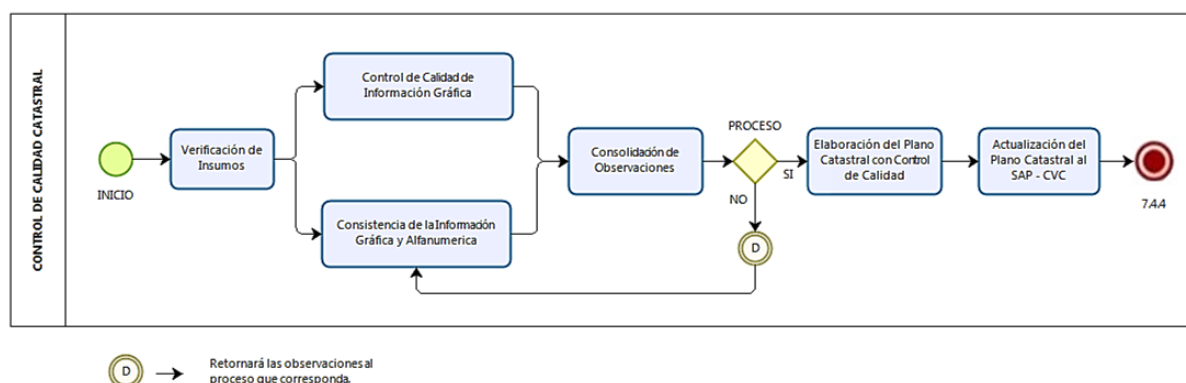 CONTROL DE CALIDAD CATASTRAL
INICIO
Verificación de
Insumos
Control de Calidad de
Información Gráfica
Consistencia de la Información
Gráfica y Alfanumerica
Consolidación de
Observaciones
PROCESO
SI
NO
D
Elaboración del Plano
Catastral con Control
de Calidad
Actualización del
Plano Catastral al
SAP - CVC
7.4.4
D
Retornará las observaciones al
proceso que corresponda.